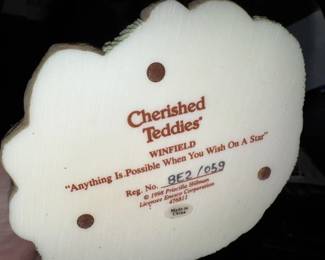 Cherished
Teddies®
WINFIELD
"Anything Is Possible When You Wish On A Star"
Reg. No. BE2/059
© 1998 Priscilla Hillman
Licensee Enesco Corporation
476811
Made in
China